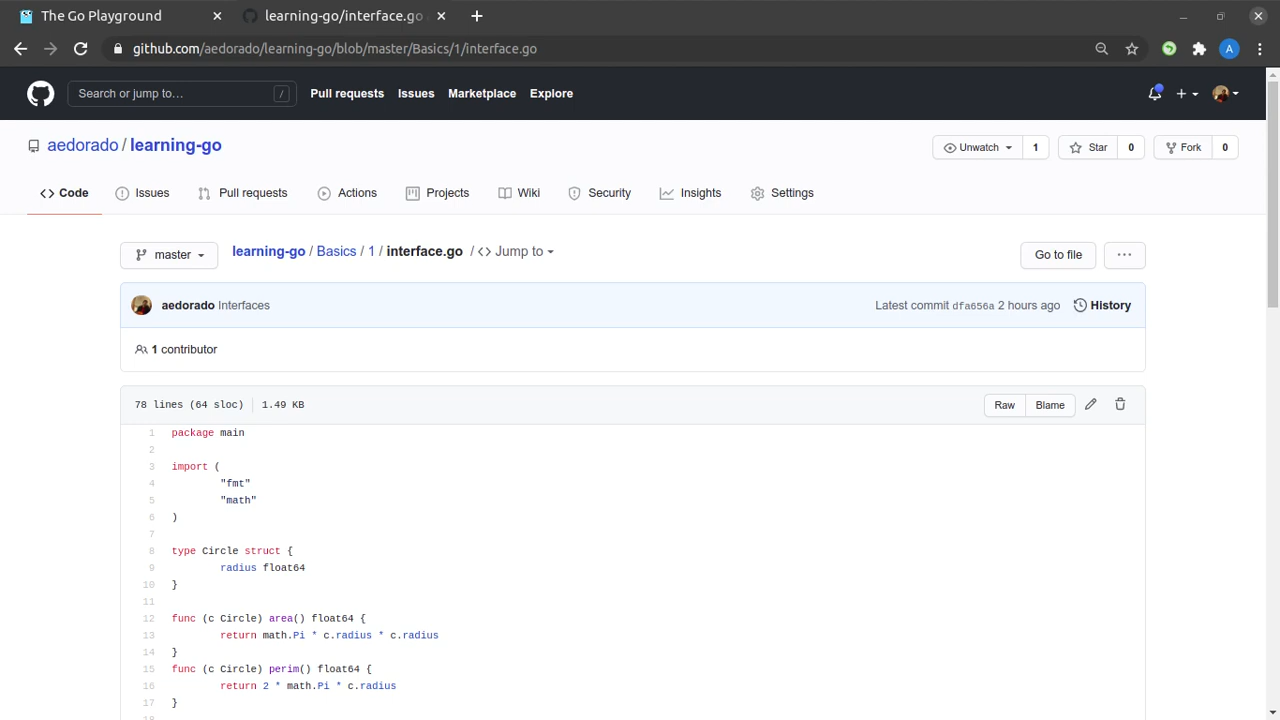 The Go Playground
learning-go/interface.go
github.com/aedorado/learning-go/blob/master/Basics/1/interface.go
A
Search or jump to… /
Pull requests Issues Marketplace Explore
aedorado / learning-go
Unwatch 1 Star 0 Fork 0
Code Issues Pull requests Actions Projects Wiki Security Insights Settings
master learning-go / Basics / 1 / interface.go / <> Jump to Go to file ...
aedorado Interfaces Latest commit dfa656a 2 hours ago History
1 contributor
78 lines (64 sloc) 1.49 KB Raw Blame
1 package main
2
3 import (
4 "fmt"
5 "math"
6 )
7
8 type Circle struct {
9 radius float64
10 }
11
12 func (c Circle) area() float64 {
13 return math.Pi * c.radius * c.radius
14 }
15 func (c Circle) perim() float64 {
16 return 2 * math.Pi * c.radius
17 }
18